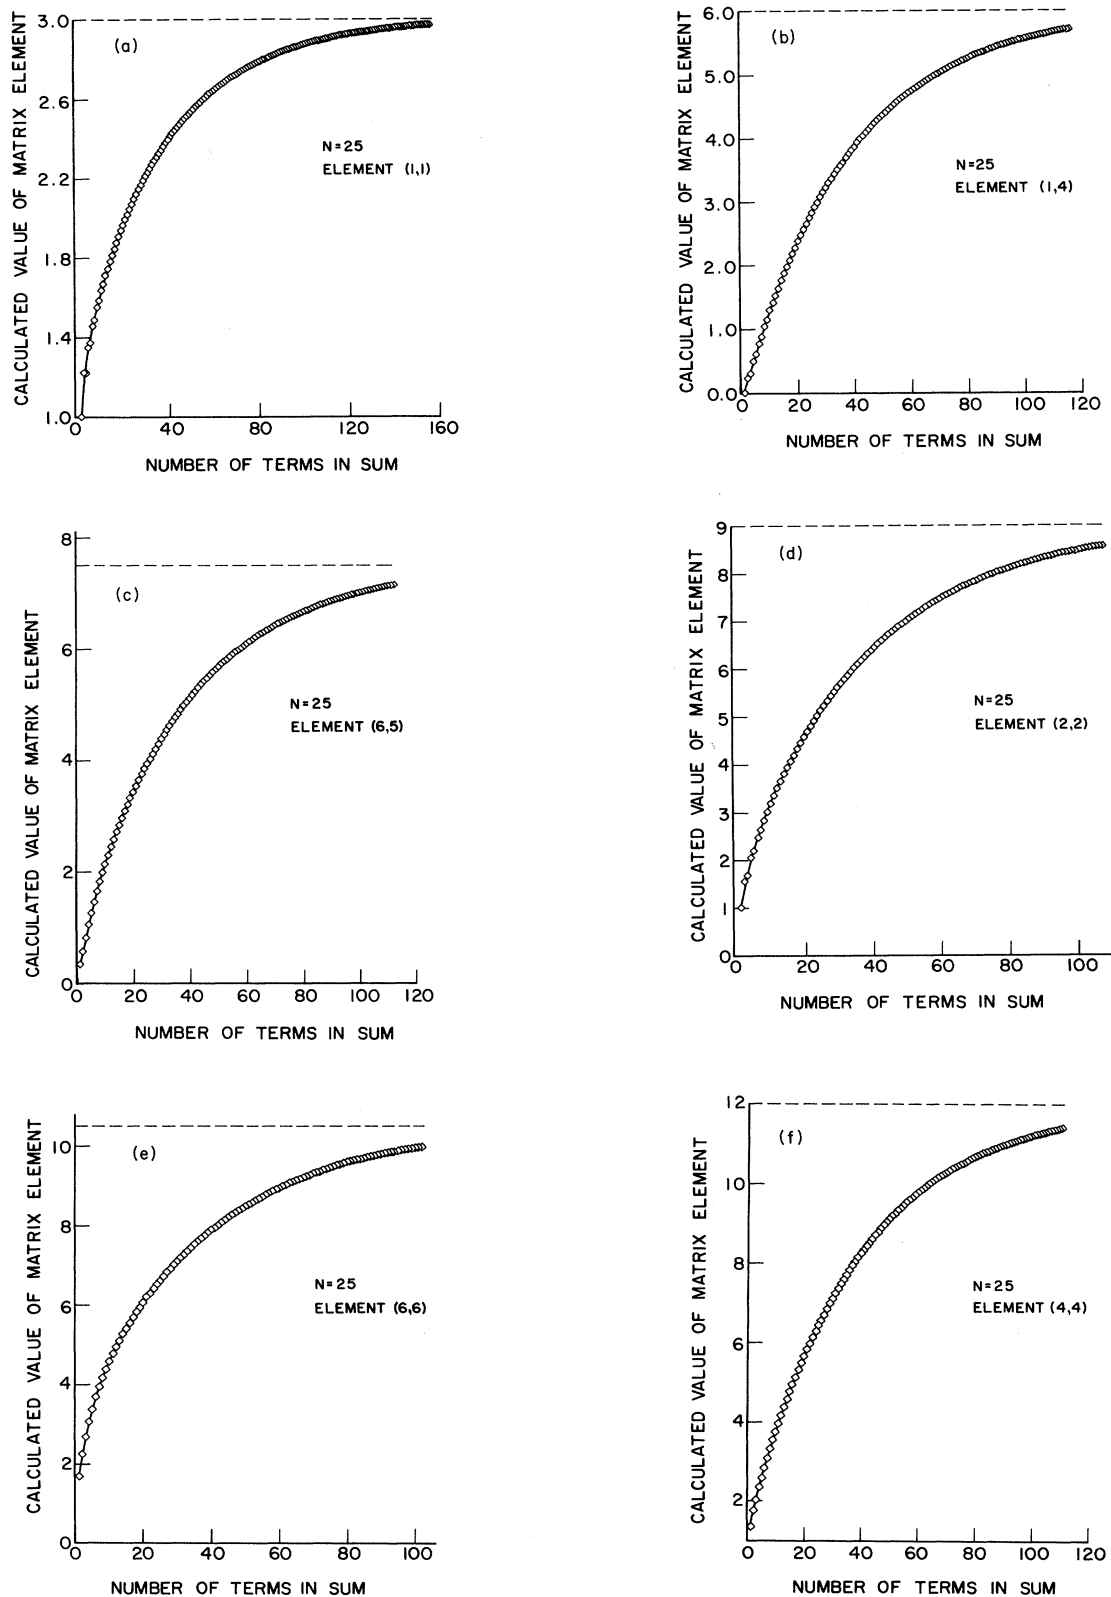 (a)
CALCULATED VALUE OF MATRIX ELEMENT
3.0
2.6
2.2
1.8
1.4
1.0
N=25
ELEMENT (1,1)
0 40 80 120 160
NUMBER OF TERMS IN SUM
(b)
CALCULATED VALUE OF MATRIX ELEMENT
6.0
5.0
4.0
3.0
2.0
1.0
0.0
N=25
ELEMENT (1,4)
0 20 40 60 80 100 120
NUMBER OF TERMS IN SUM
(c)
CALCULATED VALUE OF MATRIX ELEMENT
8
6
4
2
0
N=25
ELEMENT (6,5)
0 20 40 60 80 100 120
NUMBER OF TERMS IN SUM
(d)
CALCULATED VALUE OF MATRIX ELEMENT
9
8
7
6
5
4
3
2
1
0
N=25
ELEMENT (2,2)
0 20 40 60 80 100
NUMBER OF TERMS IN SUM
(e)
CALCULATED VALUE OF MATRIX ELEMENT
10
8
6
4
2
0
N=25
ELEMENT (6,6)
0 20 40 60 80 100
NUMBER OF TERMS IN SUM
(f)
CALCULATED VALUE OF MATRIX ELEMENT
12
10
8
6
4
2
N=25
ELEMENT (4,4)
0 20 40 60 80 100 120
NUMBER OF TERMS IN SUM